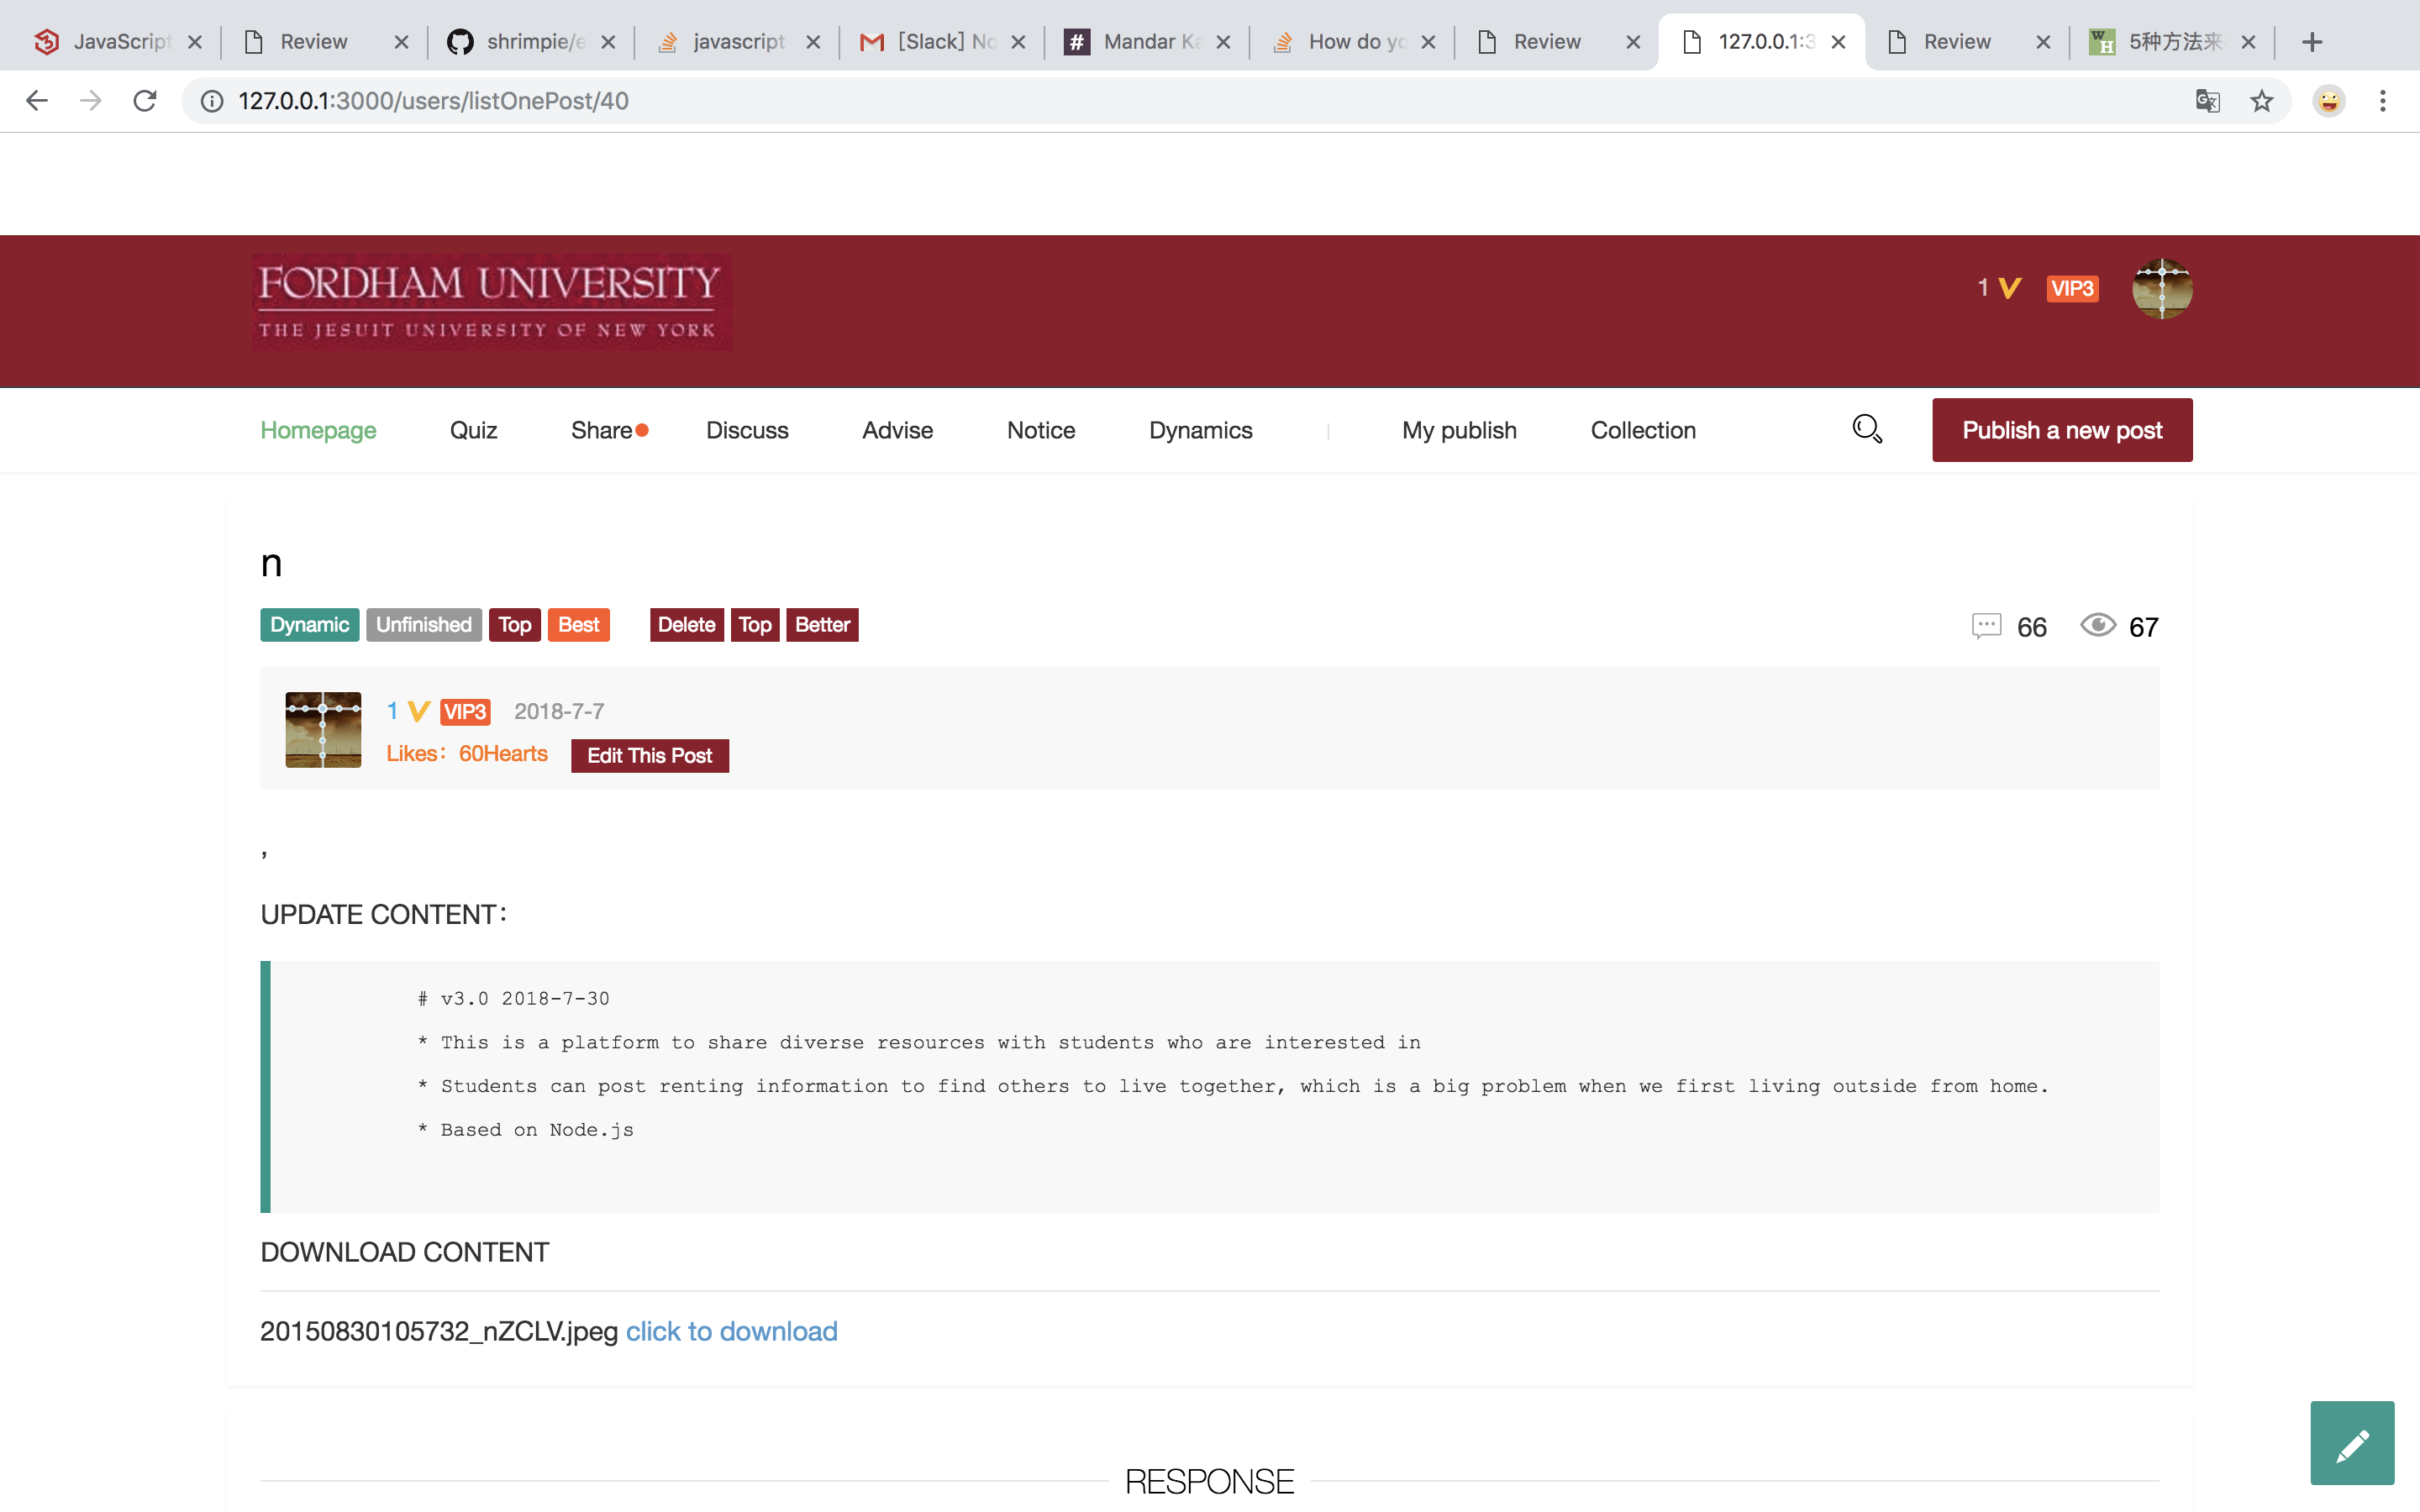 JavaScript
Review
shrimpie/e
javascript
[Slack] No
# Mandar Ka
How do yo
Review
127.0.0.1:3
Review
WH 5种方法来
127.0.0.1:3000/users/listOnePost/40
FORDHAM UNIVERSITY
THE JESUIT UNIVERSITY OF NEW YORK
1 V VIP3
Homepage Quiz Share Discuss Advise Notice Dynamics My publish Collection Publish a new post
n
Dynamic Unfinished Top Best Delete Top Better 66 67
1 V VIP3 2018-7-7
Likes：60Hearts Edit This Post
,
UPDATE CONTENT：
# v3.0 2018-7-30
* This is a platform to share diverse resources with students who are interested in
* Students can post renting information to find others to live together, which is a big problem when we first living outside from home.
* Based on Node.js
DOWNLOAD CONTENT
20150830105732_nZCLV.jpeg click to download
RESPONSE